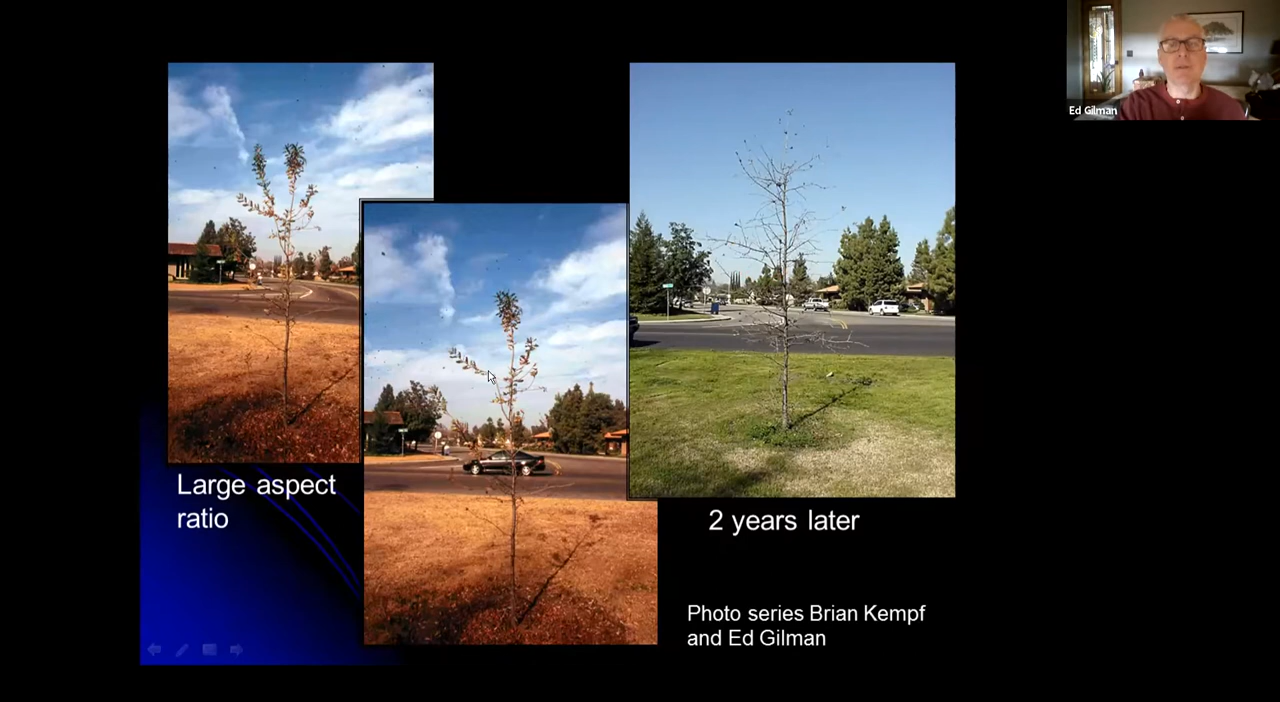 Ed Gilman
Large aspect
ratio
2 years later
Photo series Brian Kempf
and Ed Gilman